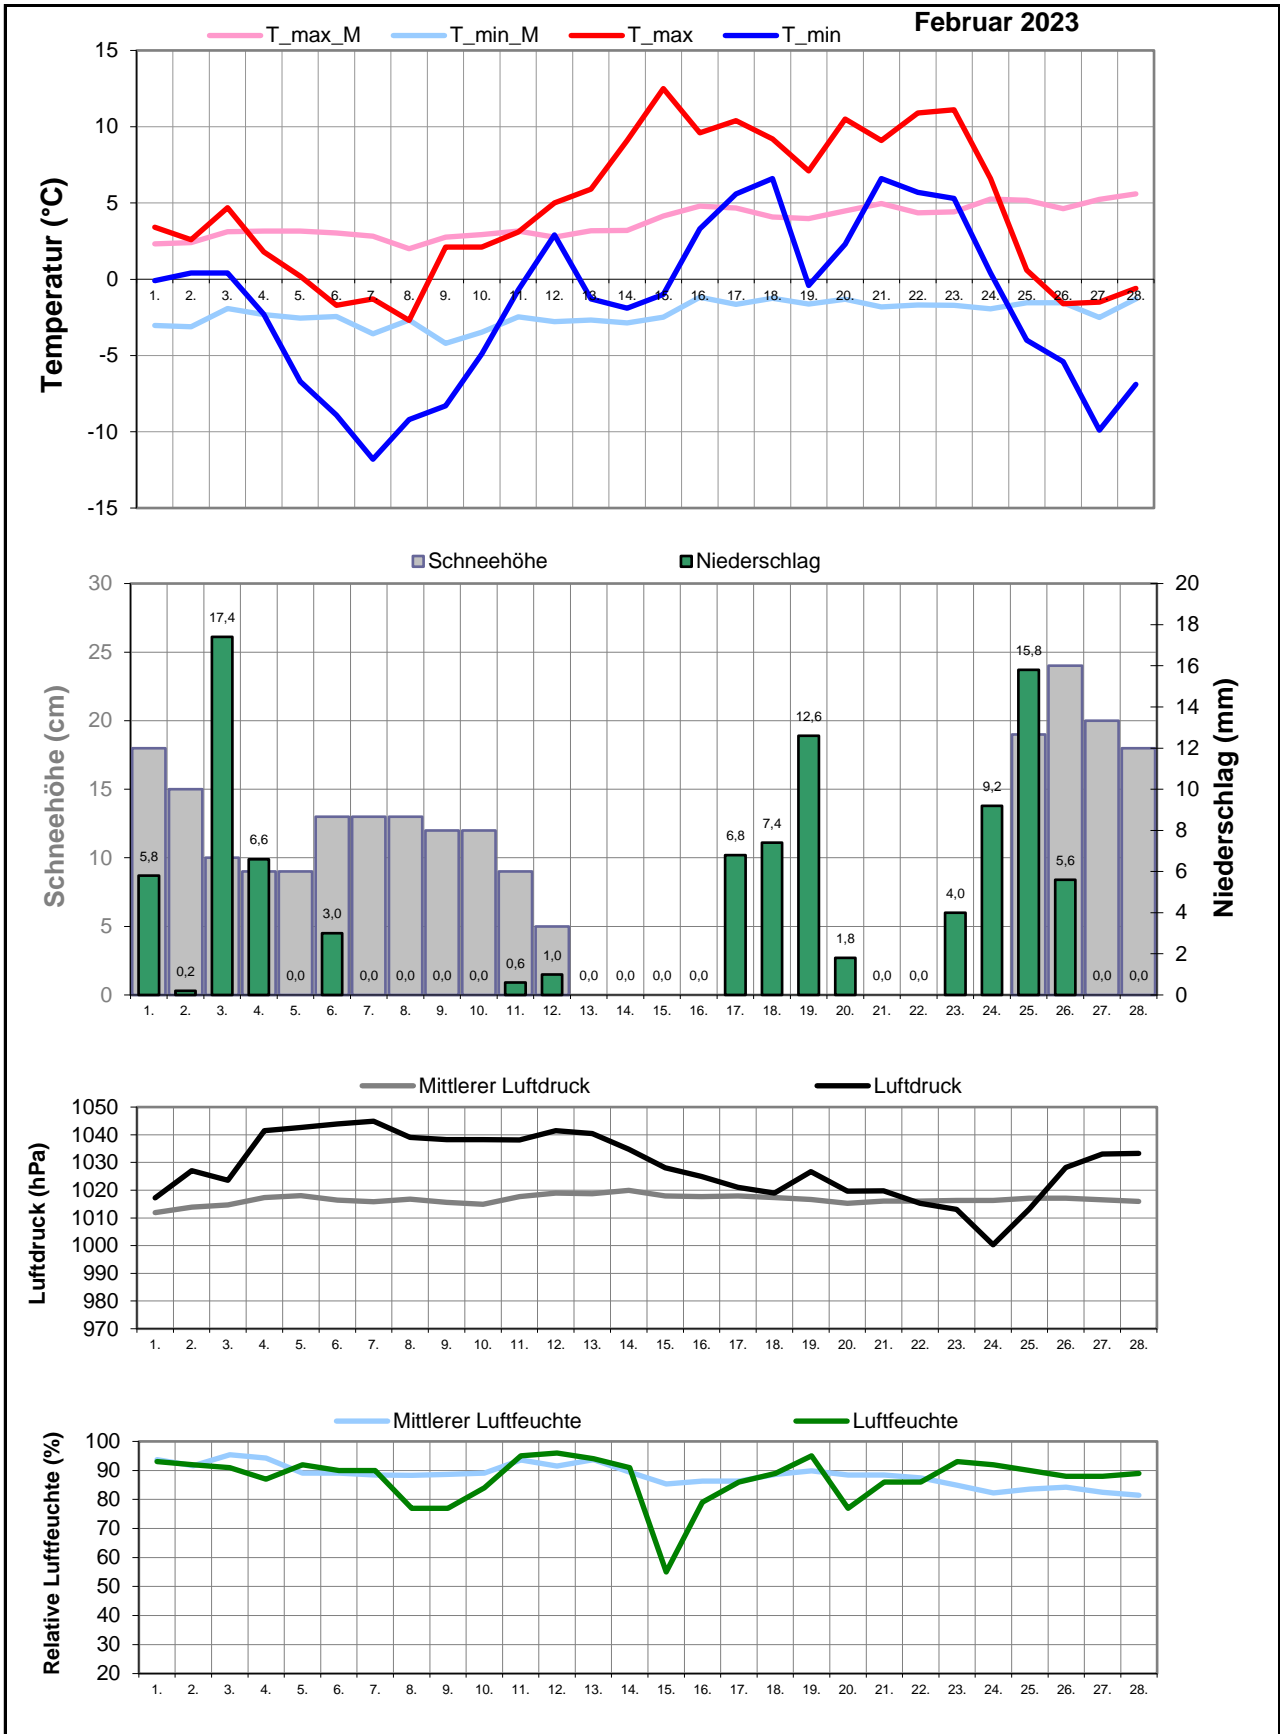 Februar 2023
T_max_M T_min_M T_max T_min
Temperatur (°C)
15
10
5
0
-5
-10
-15
1. 2. 3. 4. 5. 6. 7. 8. 9. 10. 11. 12. 13. 14. 15. 16. 17. 18. 19. 20. 21. 22. 23. 24. 25. 26. 27. 28.
Schneehöhe Niederschlag
Schneehöhe (cm)
30
25
20
15
10
5
0
5,8 0,2 17,4 6,6 0,0 3,0 0,0 0,0 0,0 0,0 0,6 1,0 0,0 0,0 0,0 0,0 6,8 7,4 12,6 1,8 0,0 0,0 4,0 9,2 15,8 5,6 0,0 0,0
20
18
16
14
12
10
8
6
4
2
0
Niederschlag (mm)
1. 2. 3. 4. 5. 6. 7. 8. 9. 10. 11. 12. 13. 14. 15. 16. 17. 18. 19. 20. 21. 22. 23. 24. 25. 26. 27. 28.
Mittlerer Luftdruck Luftdruck
Luftdruck (hPa)
1050
1040
1030
1020
1010
1000
990
980
970
1. 2. 3. 4. 5. 6. 7. 8. 9. 10. 11. 12. 13. 14. 15. 16. 17. 18. 19. 20. 21. 22. 23. 24. 25. 26. 27. 28.
Mittlerer Luftfeuchte Luftfeuchte
Relative Luftfeuchte (%)
100
90
80
70
60
50
40
30
20
1. 2. 3. 4. 5. 6. 7. 8. 9. 10. 11. 12. 13. 14. 15. 16. 17. 18. 19. 20. 21. 22. 23. 24. 25. 26. 27. 28.